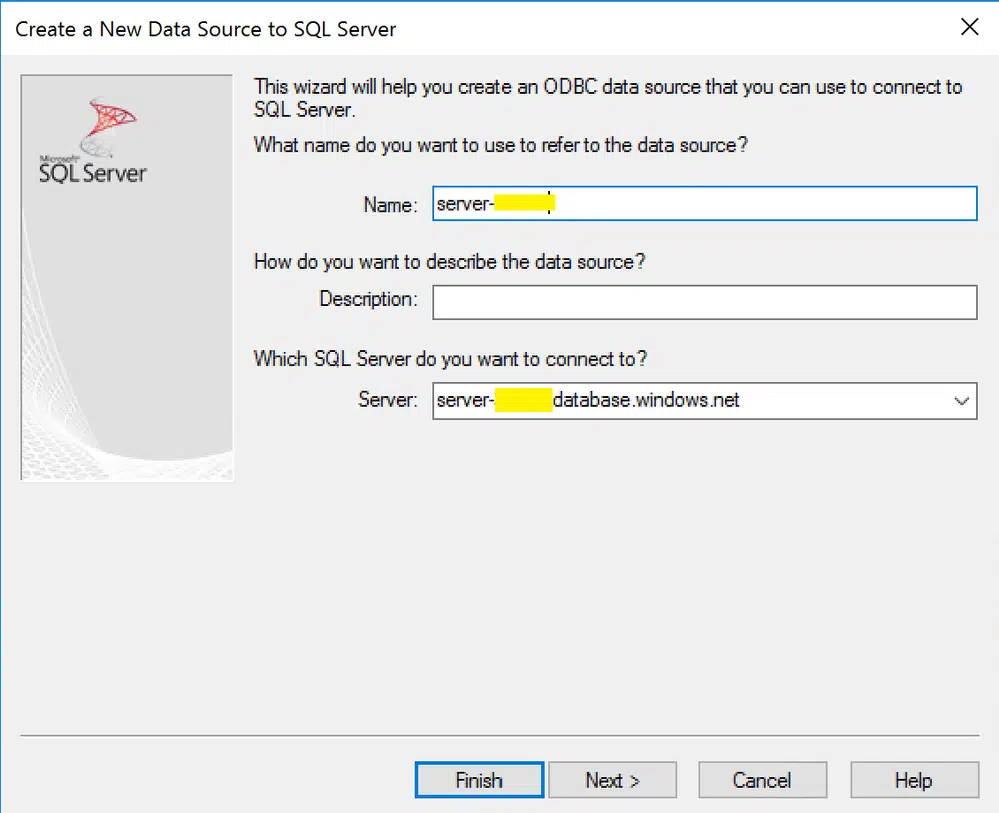 Create a New Data Source to SQL Server
Microsoft®
SQL Server
This wizard will help you create an ODBC data source that you can use to connect to
SQL Server.
What name do you want to use to refer to the data source?
Name: server-
How do you want to describe the data source?
Description:
Which SQL Server do you want to connect to?
Server: server- database.windows.net
Finish Next > Cancel Help